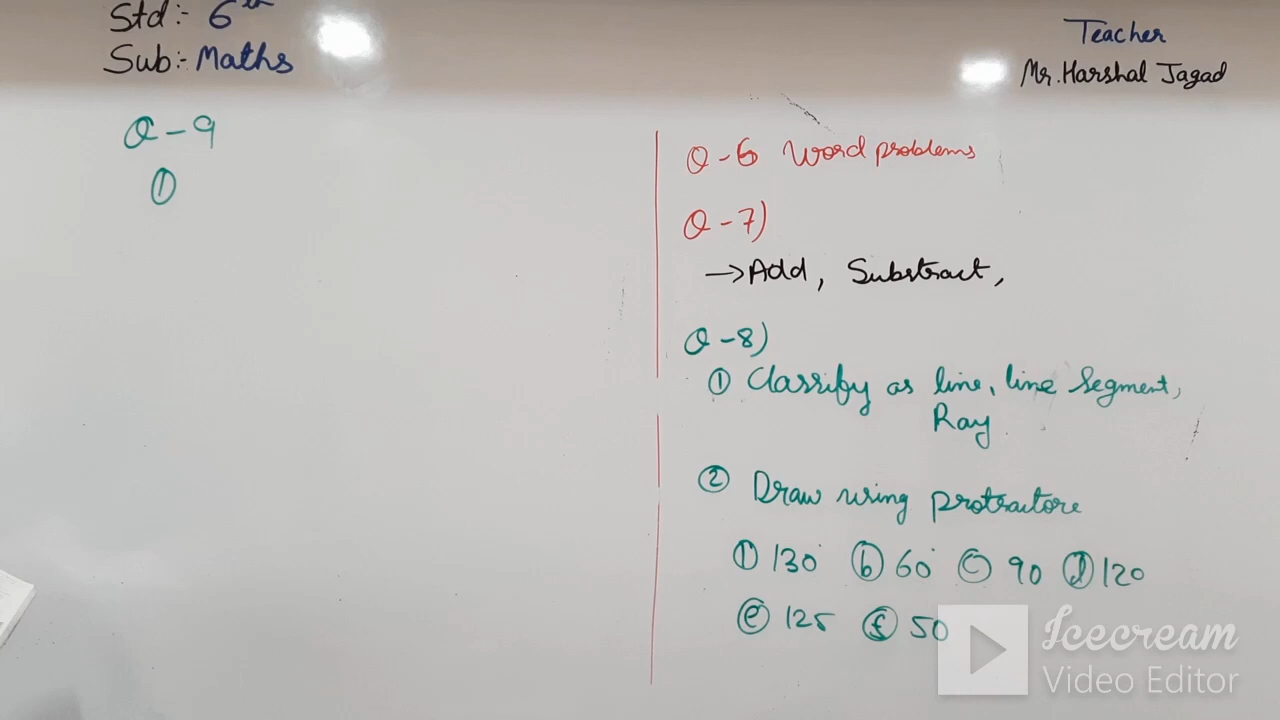 Std:- 6th
Sub:- Maths
Teacher
Mr. Harshal Jagad
Q-9
①
Q-6 Word problems
Q-7)
→Add, Substract,
Q-8)
① Classify as line, line Segment,
Ray
② Draw using protractore
① 130° ⓑ 60° ⓒ 90 ⓓ 120
ⓔ 125 ⓕ 50
Icecream
Video Editor